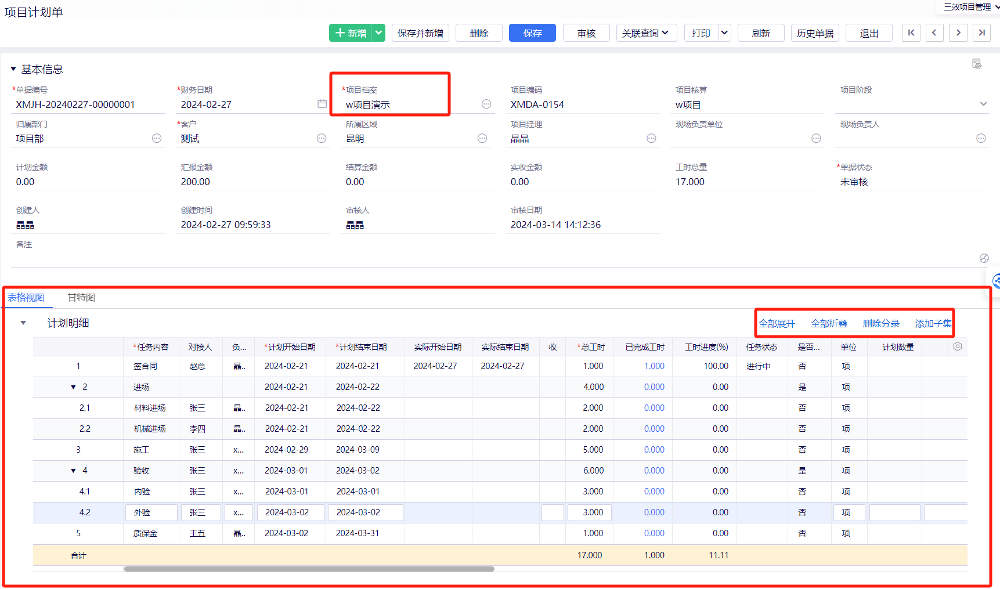 项目计划单
三效项目管理
新增 保存并新增 删除 保存 审核 关联查询 打印 刷新 历史单据 退出
基本信息
*单据编号 *财务日期 *项目档案 项目编码 项目核算 项目阶段
XMJH-20240227-00000001 2024-02-27 w项目演示 XMDA-0154 w项目
归属部门 *客户 所属区域 项目经理 现场负责单位 现场负责人
项目部 测试 昆明 晶晶
计划金额 汇报金额 结算金额 实收金额 工时总量 *单据状态
0.00 200.00 0.00 0.00 17.000 未审核
创建人 创建时间 审核人 审核日期
晶晶 2024-02-27 09:59:33 晶晶 2024-03-14 14:12:36
备注
表格视图 甘特图
计划明细 全部展开 全部折叠 删除分录 添加子集
*任务内容 对接人 负... *计划开始日期 *计划结束日期 实际开始日期 实际结束日期 收 *总工时 已完成工时 工时进度(%) 任务状态 是否... 单位 计划数量
1 签合同 赵总 晶.. 2024-02-21 2024-02-21 2024-02-27 2024-02-27 1.000 1.000 100.00 进行中 否 项
2 进场 2024-02-21 2024-02-22 4.000 0.000 0.00 是 项
2.1 材料进场 张三 晶.. 2024-02-21 2024-02-22 2.000 0.000 0.00 否 项
2.2 机械进场 李四 晶.. 2024-02-21 2024-02-22 2.000 0.000 0.00 否 项
3 施工 张三 x... 2024-02-29 2024-03-09 5.000 0.000 0.00 否 项
4 验收 张三 x... 2024-03-01 2024-03-02 6.000 0.000 0.00 是 项
4.1 内验 张三 x... 2024-03-01 2024-03-01 3.000 0.000 0.00 否 项
4.2 外验 张三 x... 2024-03-02 2024-03-02 3.000 0.000 0.00 否 项
5 质保金 王五 晶.. 2024-03-02 2024-03-31 1.000 0.000 0.00 否 项
合计 17.000 1.000 11.11